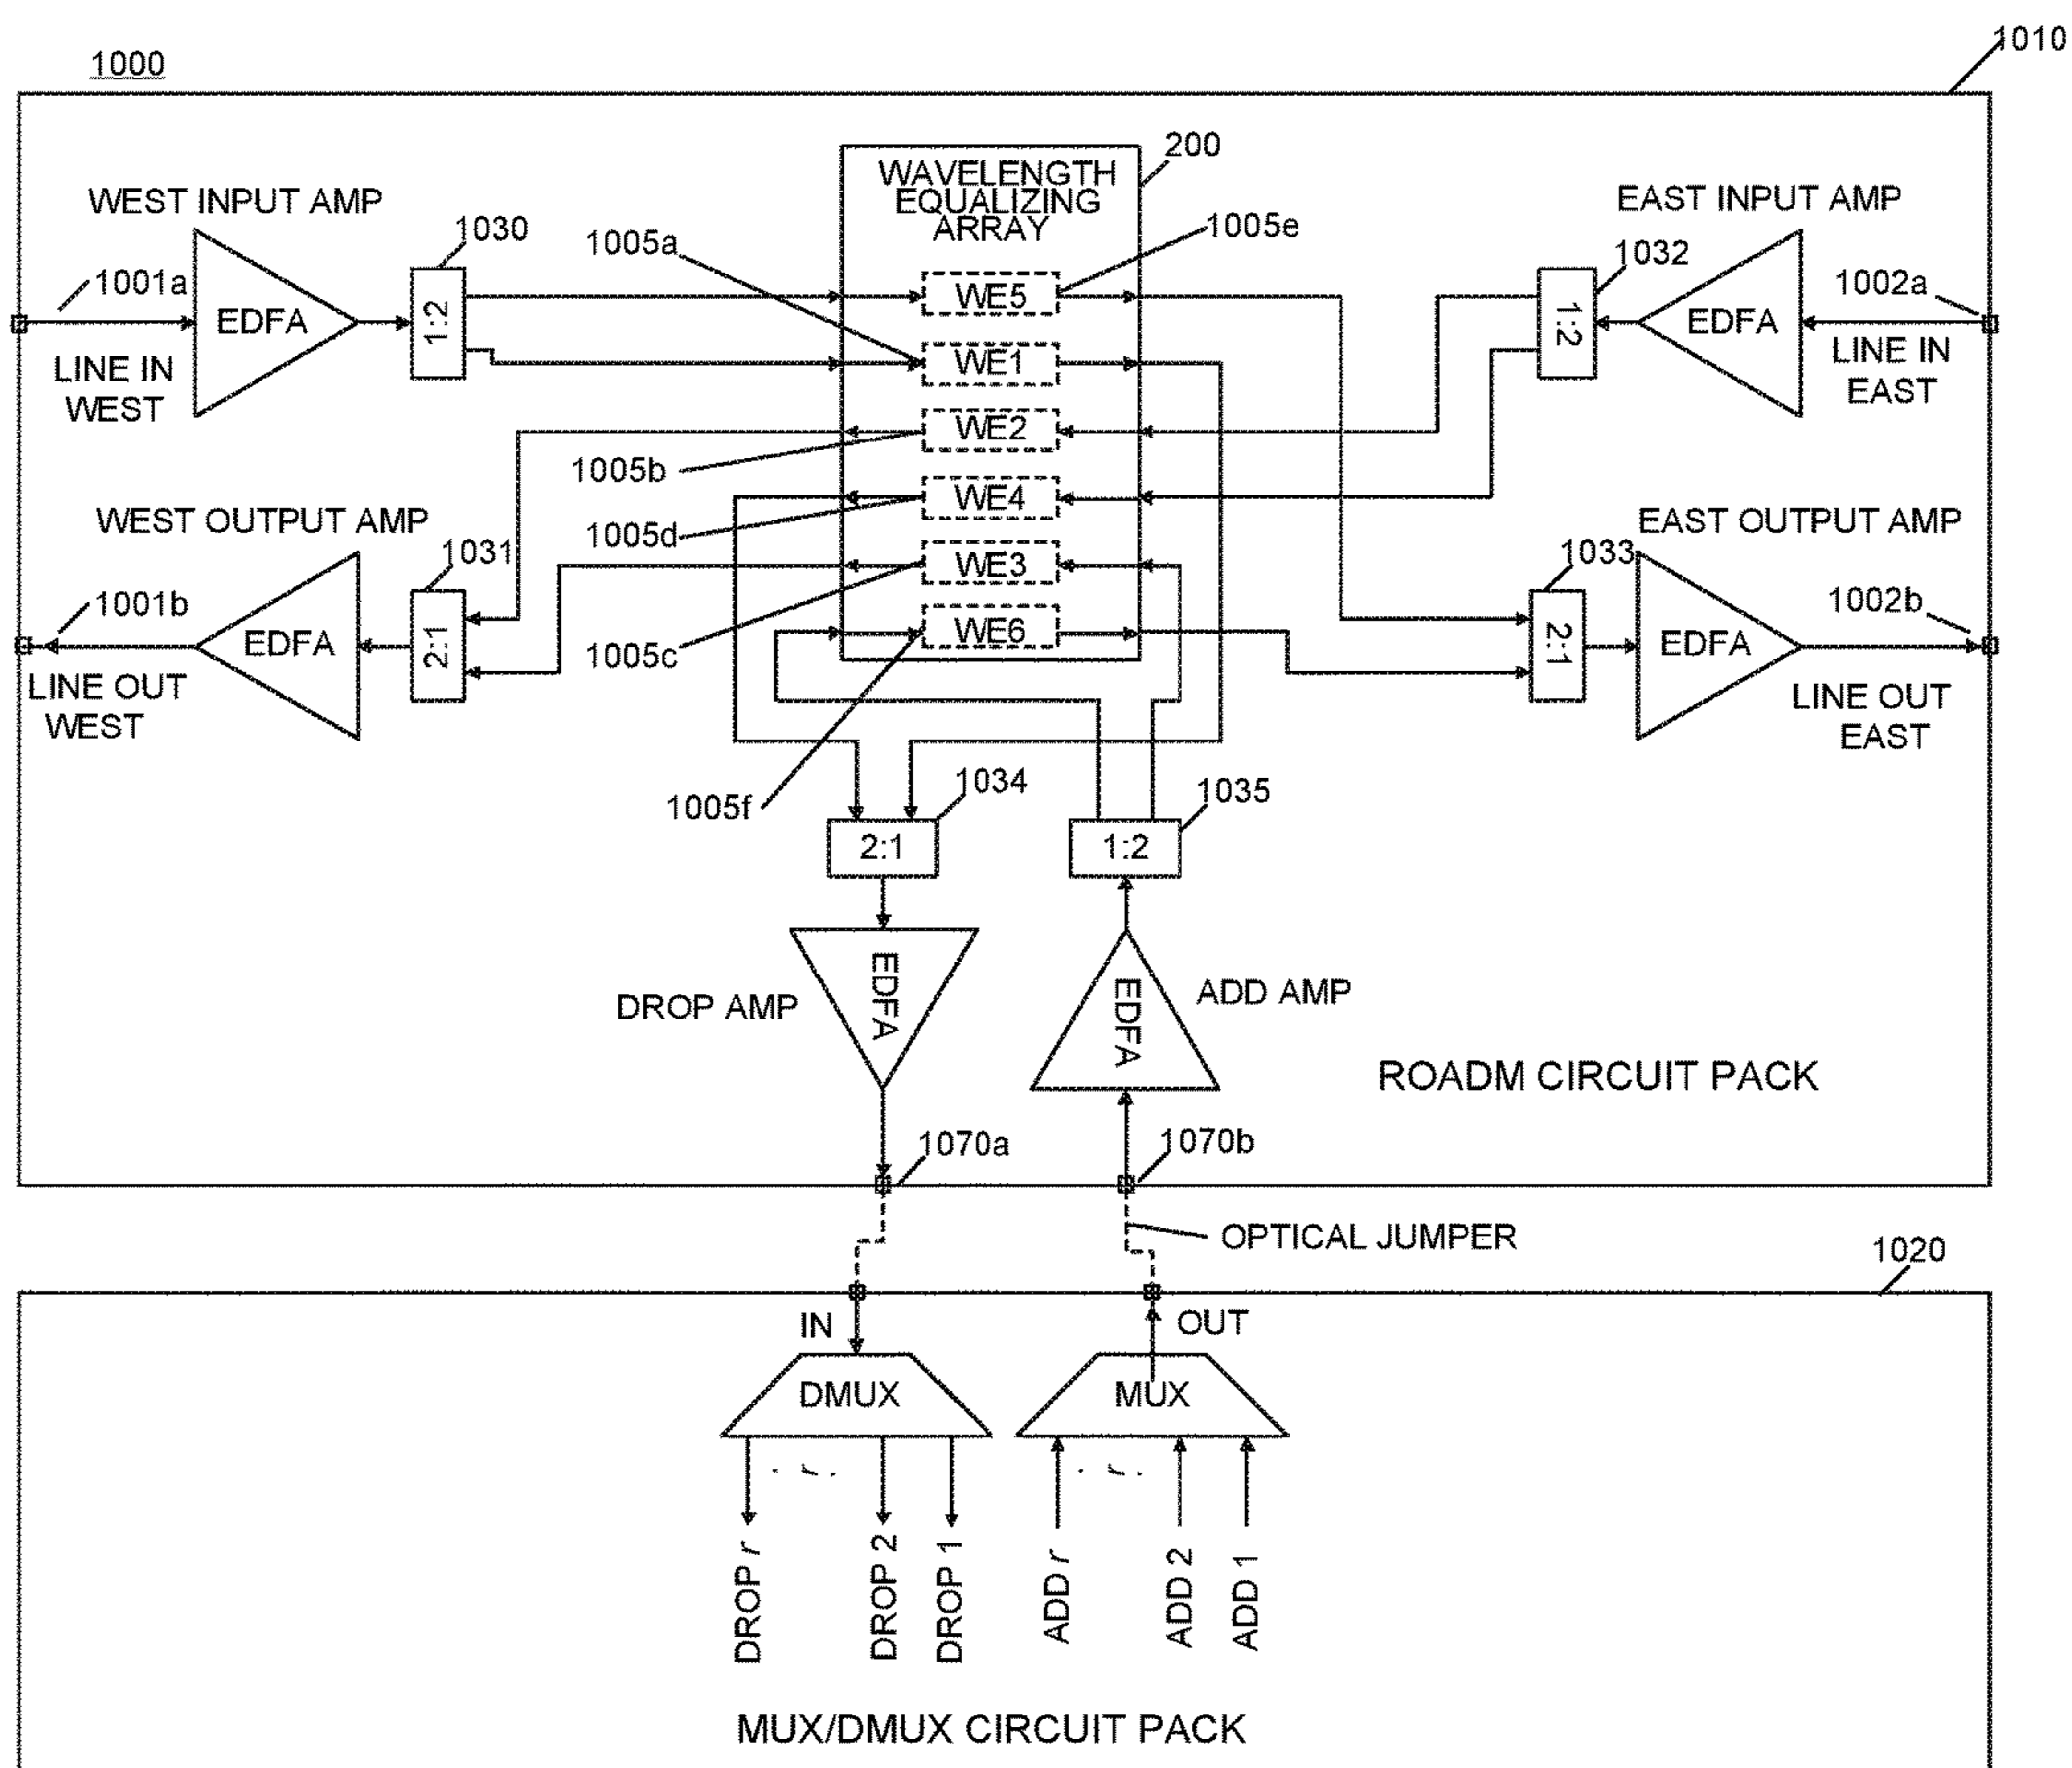 1000
1010
200
WAVELENGTH
EQUALIZING
ARRAY
WEST INPUT AMP
EAST INPUT AMP
1030
1005a
1005e
1032
1001a
1002a
EDFA
1:2
WE5
1:2
EDFA
LINE IN
WEST
WE1
LINE IN
EAST
WE2
1005b
WE4
1005d
WEST OUTPUT AMP
EAST OUTPUT AMP
1031
WE3
1033
1001b
1002b
EDFA
2:1
WE6
2:1
EDFA
1005c
LINE OUT
WEST
LINE OUT
EAST
1005f
1034
1035
2:1
1:2
EDFA
EDFA
DROP AMP
ADD AMP
ROADM CIRCUIT PACK
1070a
1070b
OPTICAL JUMPER
1020
IN
OUT
DMUX
MUX
. r .
. r .
DROP r
DROP 2
DROP 1
ADD r
ADD 2
ADD 1
MUX/DMUX CIRCUIT PACK